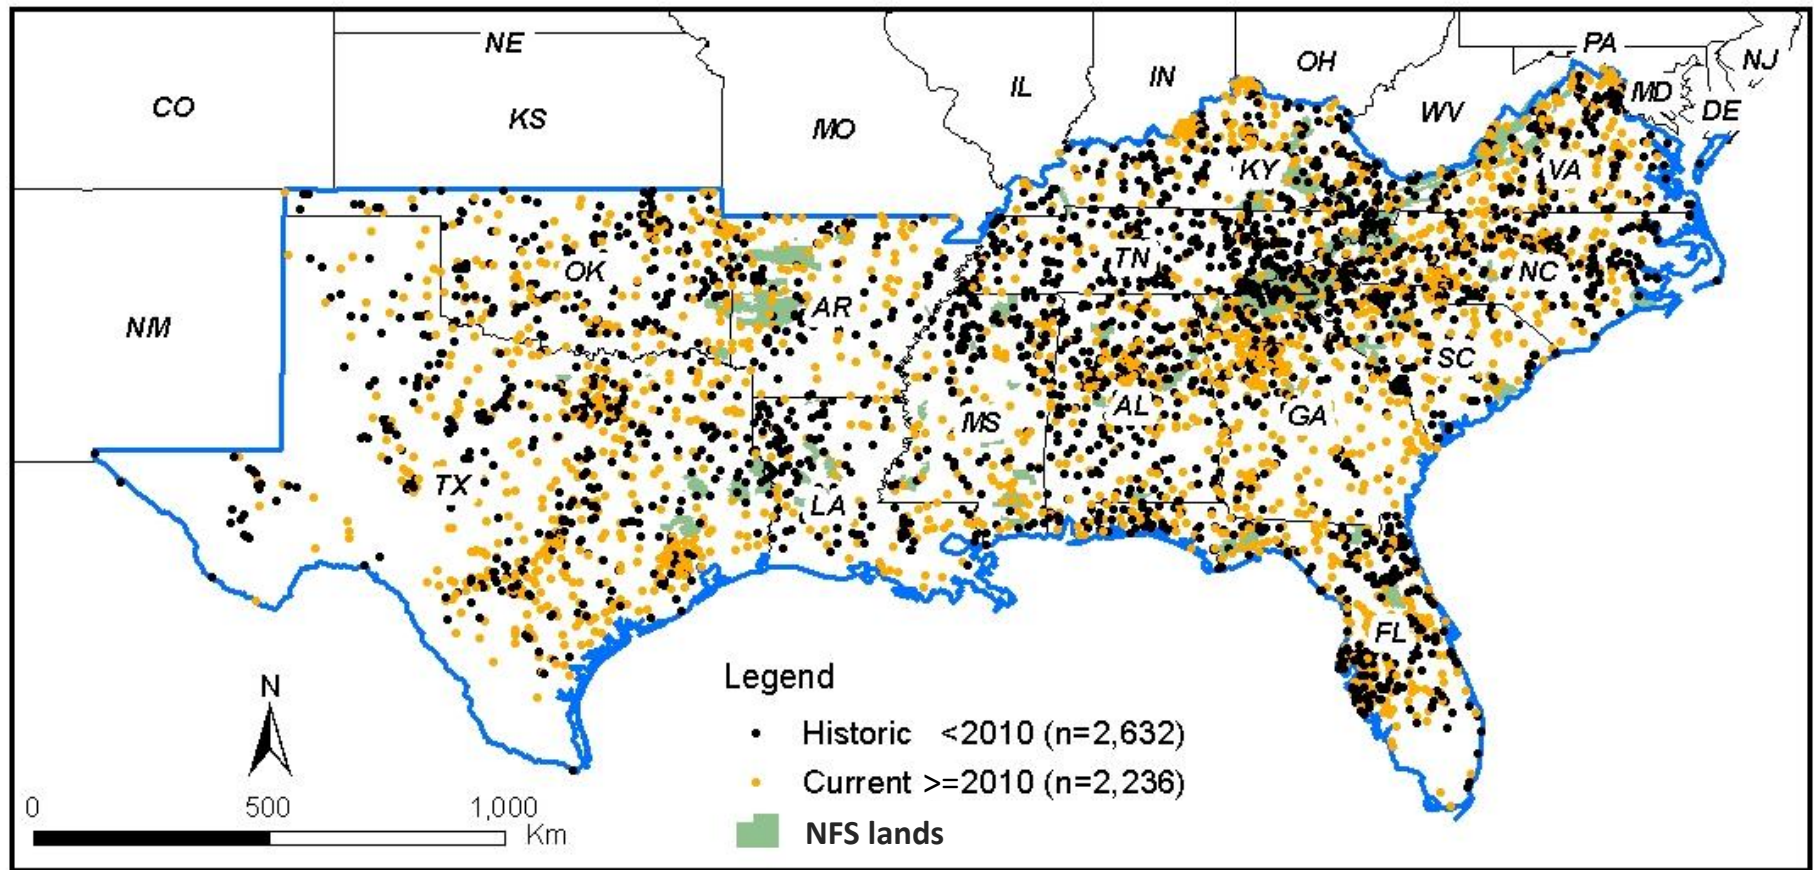 NE
PA
NJ
CO
KS
MO
IL
IN
OH
WV
MD
DE
KY
VA
NM
OK
AR
TN
NC
SC
MS
AL
GA
TX
LA
FL
N
Legend
Historic <2010 (n=2,632)
Current >=2010 (n=2,236)
NFS lands
0 500 1,000
Km